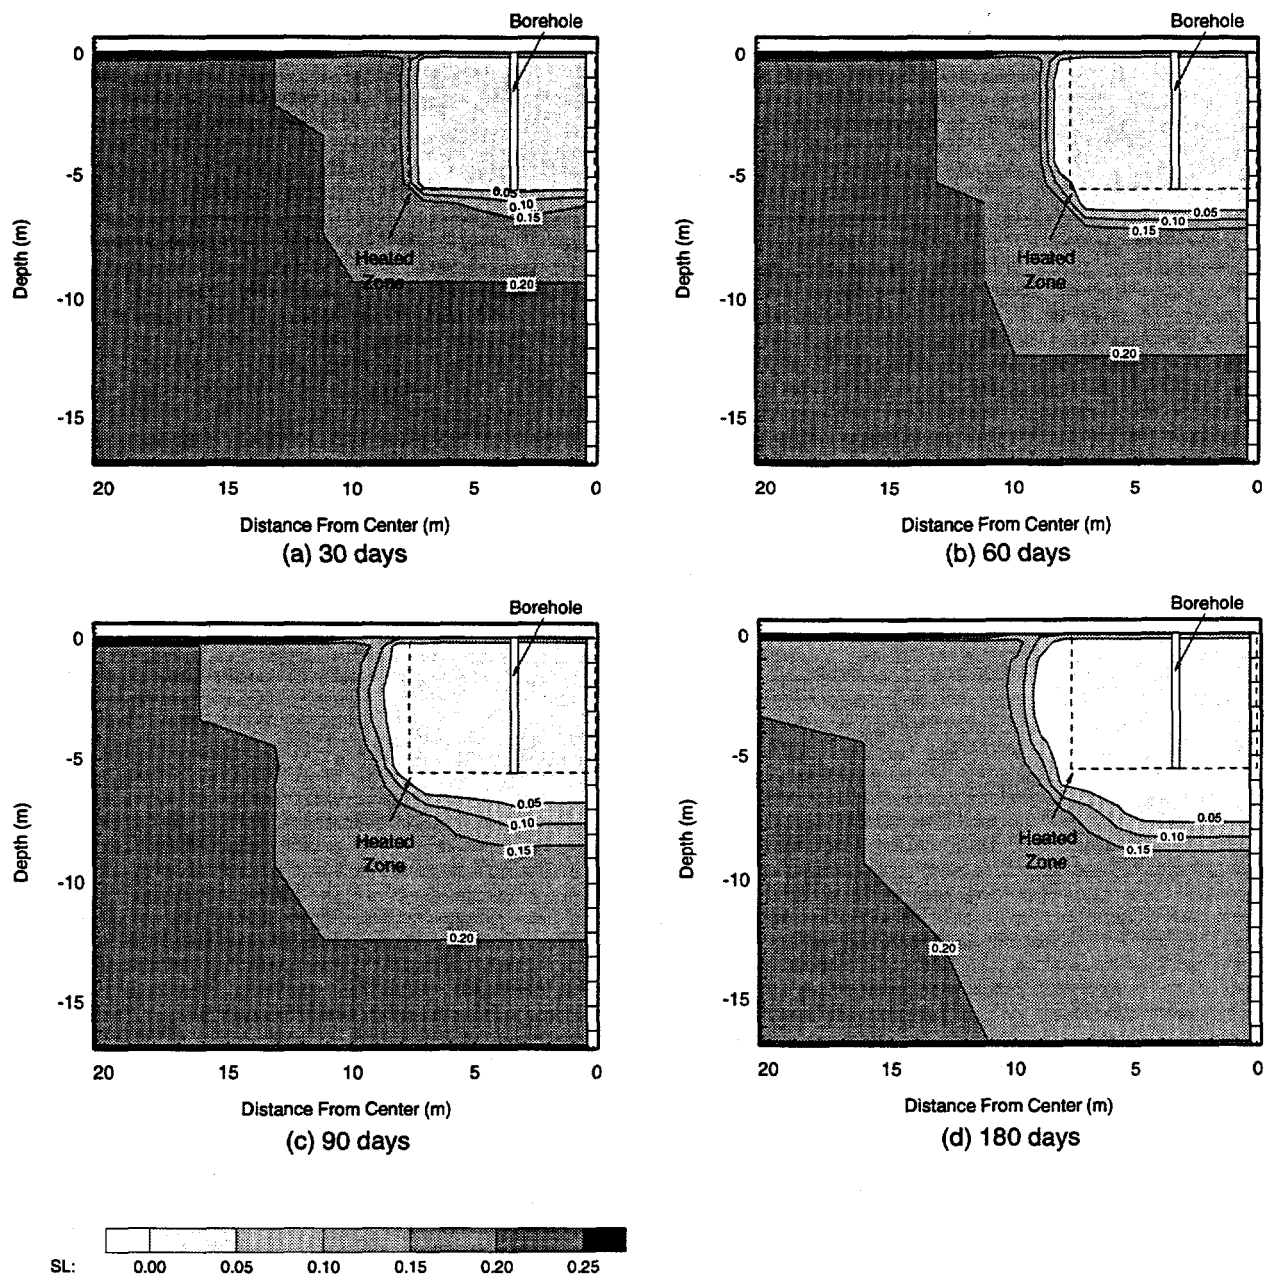 Borehole
0
-5
-10
-15
Depth (m)
0.05
0.10
0.15
0.20
Heated
Zone
20 15 10 5 0
Distance From Center (m)
(a) 30 days
Borehole
0
-5
-10
-15
Depth (m)
0.05
0.10
0.15
0.20
Heated
Zone
20 15 10 5 0
Distance From Center (m)
(b) 60 days
Borehole
0
-5
-10
-15
Depth (m)
0.05
0.10
0.15
0.20
Heated
Zone
20 15 10 5 0
Distance From Center (m)
(c) 90 days
Borehole
0
-5
-10
-15
Depth (m)
0.05
0.10
0.15
0.20
Heated
Zone
20 15 10 5 0
Distance From Center (m)
(d) 180 days
SL: 0.00 0.05 0.10 0.15 0.20 0.25